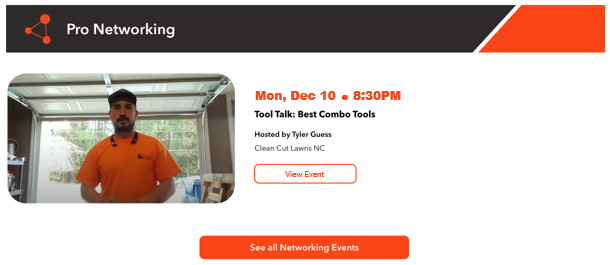 Pro Networking
Mon, Dec 10 • 8:30PM
Tool Talk: Best Combo Tools
Hosted by Tyler Guess
Clean Cut Lawns NC
View Event
See all Networking Events